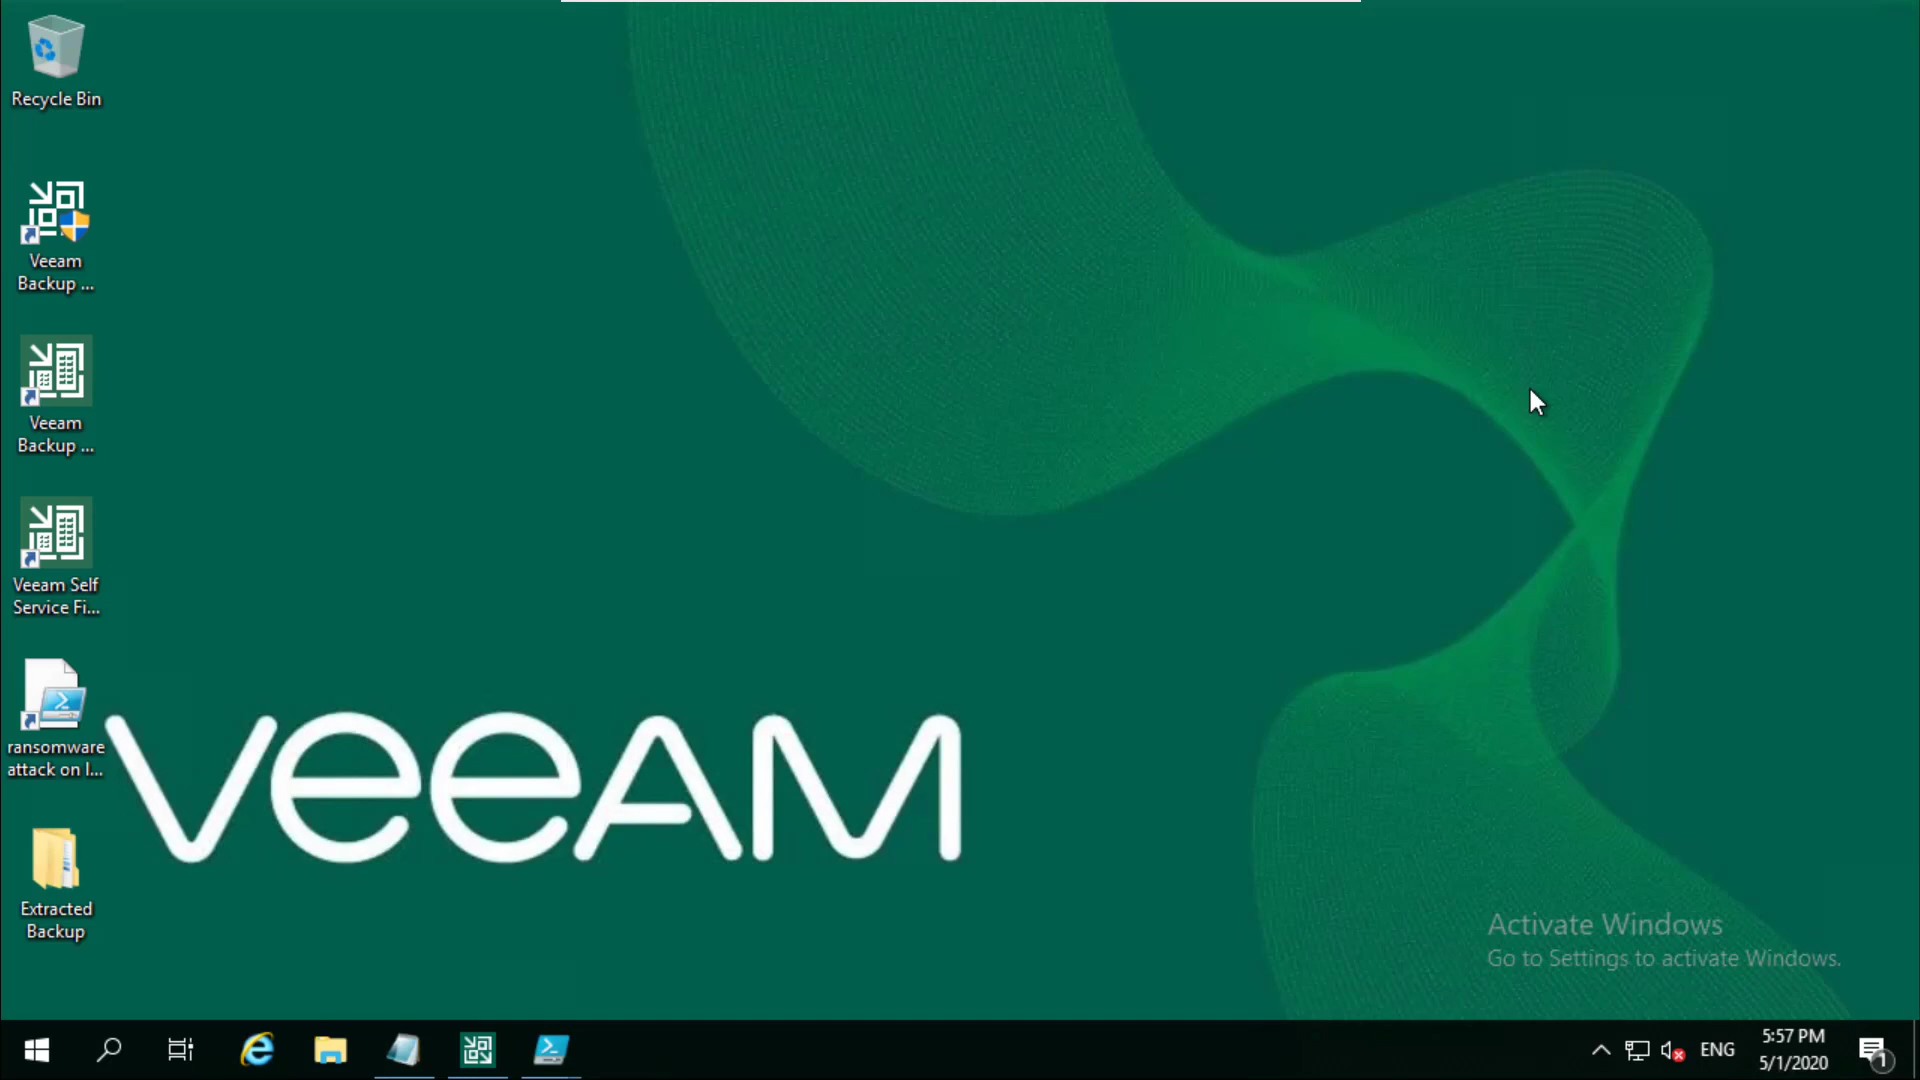 Recycle Bin
Veeam
Backup ...
Veeam
Backup ...
Veeam Self
Service Fi...
ransomware
attack on l...
Extracted
Backup
veeAM
Activate Windows
Go to Settings to activate Windows.
ENG
5:57 PM
5/1/2020
1